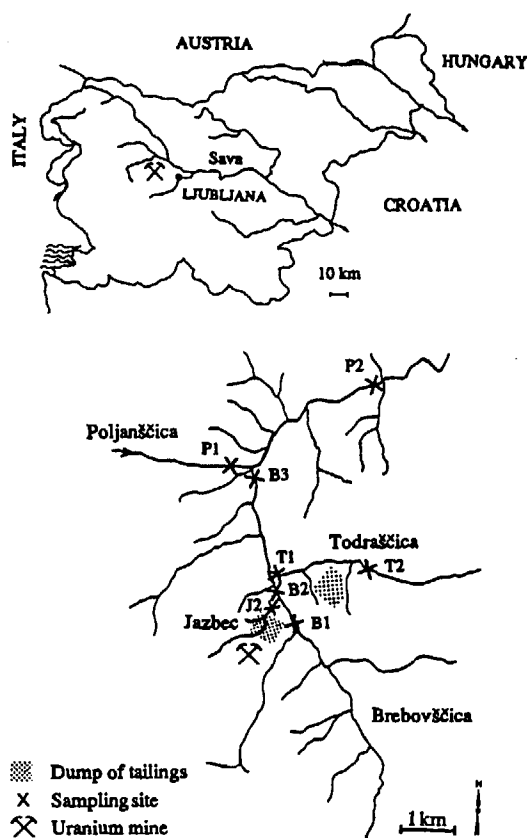 AUSTRIA
HUNGARY
ITALY
Sava
LJUBLJANA
CROATIA
10 km
P2
Poljanščica
P1
B3
Todraščica
T1
T2
B2
J2
Jazbec
B1
Brebovščica
Dump of tailings
Sampling site
Uranium mine
N
1 km